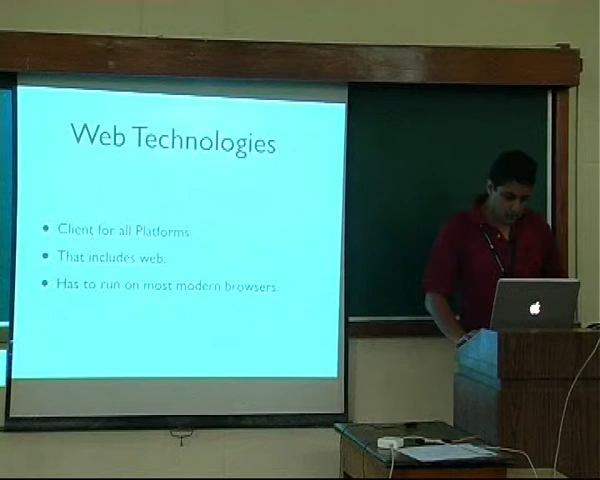 Web Technologies
Client for all Platforms.
That includes web.
Has to run on most modern browsers.